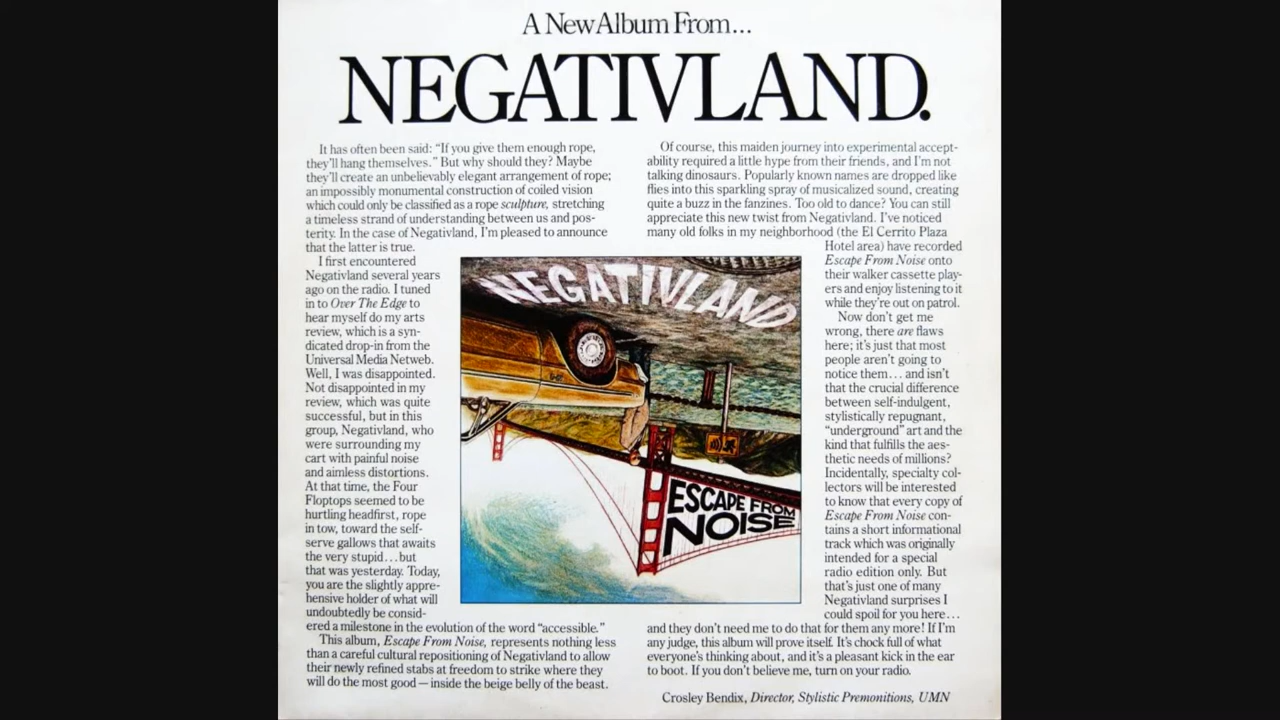 A New Album From...
NEGATIVLAND.
It has often been said: “If you give them enough rope,
they’ll hang themselves.” But why should they? Maybe
they’ll create an unbelievably elegant arrangement of rope;
an impossibly monumental construction of coiled vision
which could only be classified as a rope sculpture, stretching
a timeless strand of understanding between us and pos-
terity. In the case of Negativland, I’m pleased to announce
that the latter is true.
I first encountered
Negativland several years
ago on the radio. I tuned
in to Over The Edge to
hear myself do my arts
review, which is a syn-
dicated drop-in from the
Universal Media Netweb.
Well, I was disappointed.
Not disappointed in my
review, which was quite
successful, but in this
group, Negativland, who
were surrounding my
cart with painful noise
and aimless distortions.
At that time, the Four
Floptops seemed to be
hurtling headfirst, rope
in tow, toward the self-
serve gallows that awaits
the very stupid...but
that was yesterday. Today,
you are the slightly appre-
hensive holder of what will
undoubtedly be consid-
ered a milestone in the evolution of the word “accessible.”
This album, Escape From Noise, represents nothing less
than a careful cultural repositioning of Negativland to allow
their newly refined stabs at freedom to strike where they
will do the most good — inside the beige belly of the beast.
Of course, this maiden journey into experimental accept-
ability required a little hype from their friends, and I’m not
talking dinosaurs. Popularly known names are dropped like
flies into this sparkling spray of musicalized sound, creating
quite a buzz in the fanzines. Too old to dance? You can still
appreciate this new twist from Negativland. I’ve noticed
many old folks in my neighborhood (the El Cerrito Plaza
Hotel area) have recorded
Escape From Noise onto
their walker cassette play-
ers and enjoy listening to it
while they’re out on patrol.
Now don’t get me
wrong, there are flaws
here; it’s just that most
people aren’t going to
notice them...and isn’t
that the crucial difference
between self-indulgent,
stylistically repugnant,
“underground” art and the
kind that fulfills the aes-
thetic needs of millions?
Incidentally, specialty col-
lectors will be interested
to know that every copy of
Escape From Noise con-
tains a short informational
track which was originally
intended for a special
radio edition only. But
that’s just one of many
Negativland surprises I
could spoil for you here...
and they don’t need me to do that for them any more! If I’m
any judge, this album will prove itself. It’s chock full of what
everyone’s thinking about, and it’s a pleasant kick in the ear
to boot. If you don’t believe me, turn on your radio.
Crosley Bendix, Director, Stylistic Premonitions, UMN
NEGATIVLAND
ESCAPE FROM
NOISE